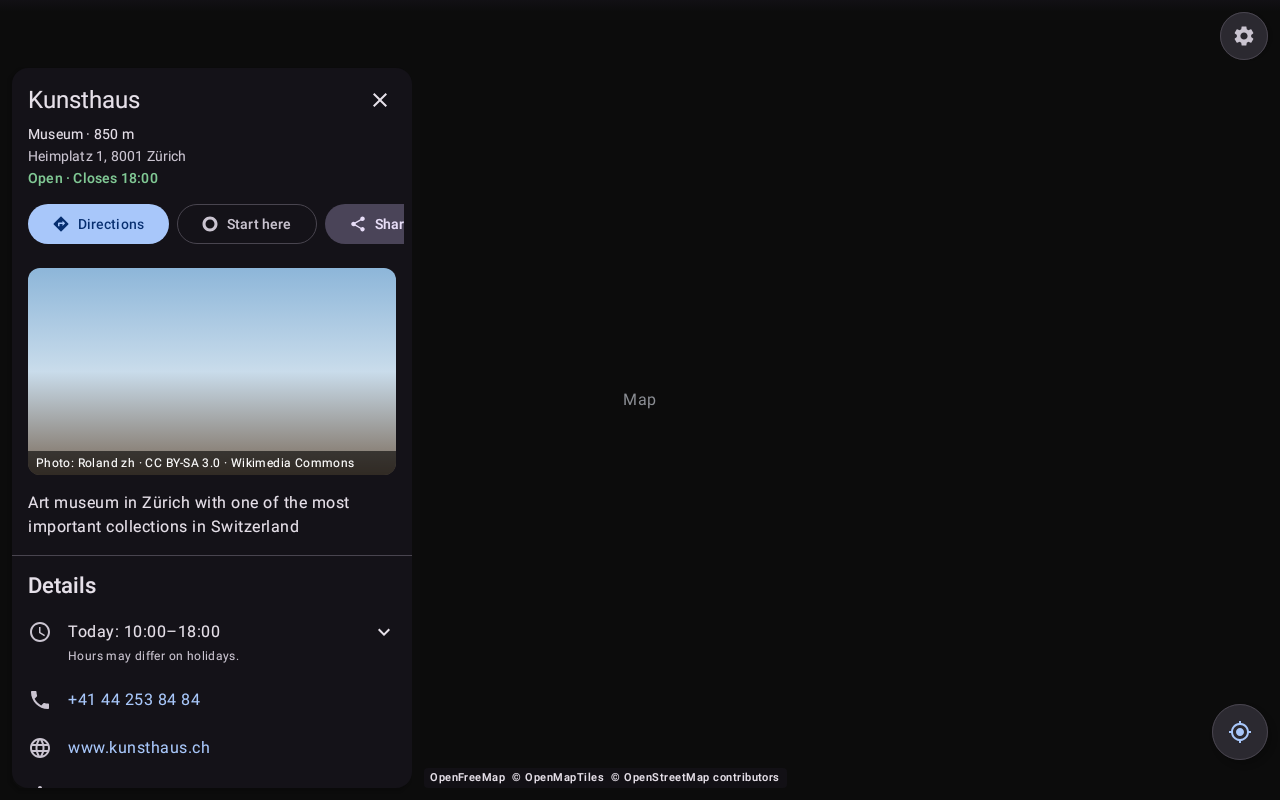 Kunsthaus
Museum · 850 m
Heimplatz 1, 8001 Zürich
Open · Closes 18:00
Directions
Start here
Shar
Photo: Roland zh · CC BY-SA 3.0 · Wikimedia Commons
Art museum in Zürich with one of the most
important collections in Switzerland
Details
Today: 10:00–18:00
Hours may differ on holidays.
+41 44 253 84 84
www.kunsthaus.ch
Map
OpenFreeMap © OpenMapTiles © OpenStreetMap contributors